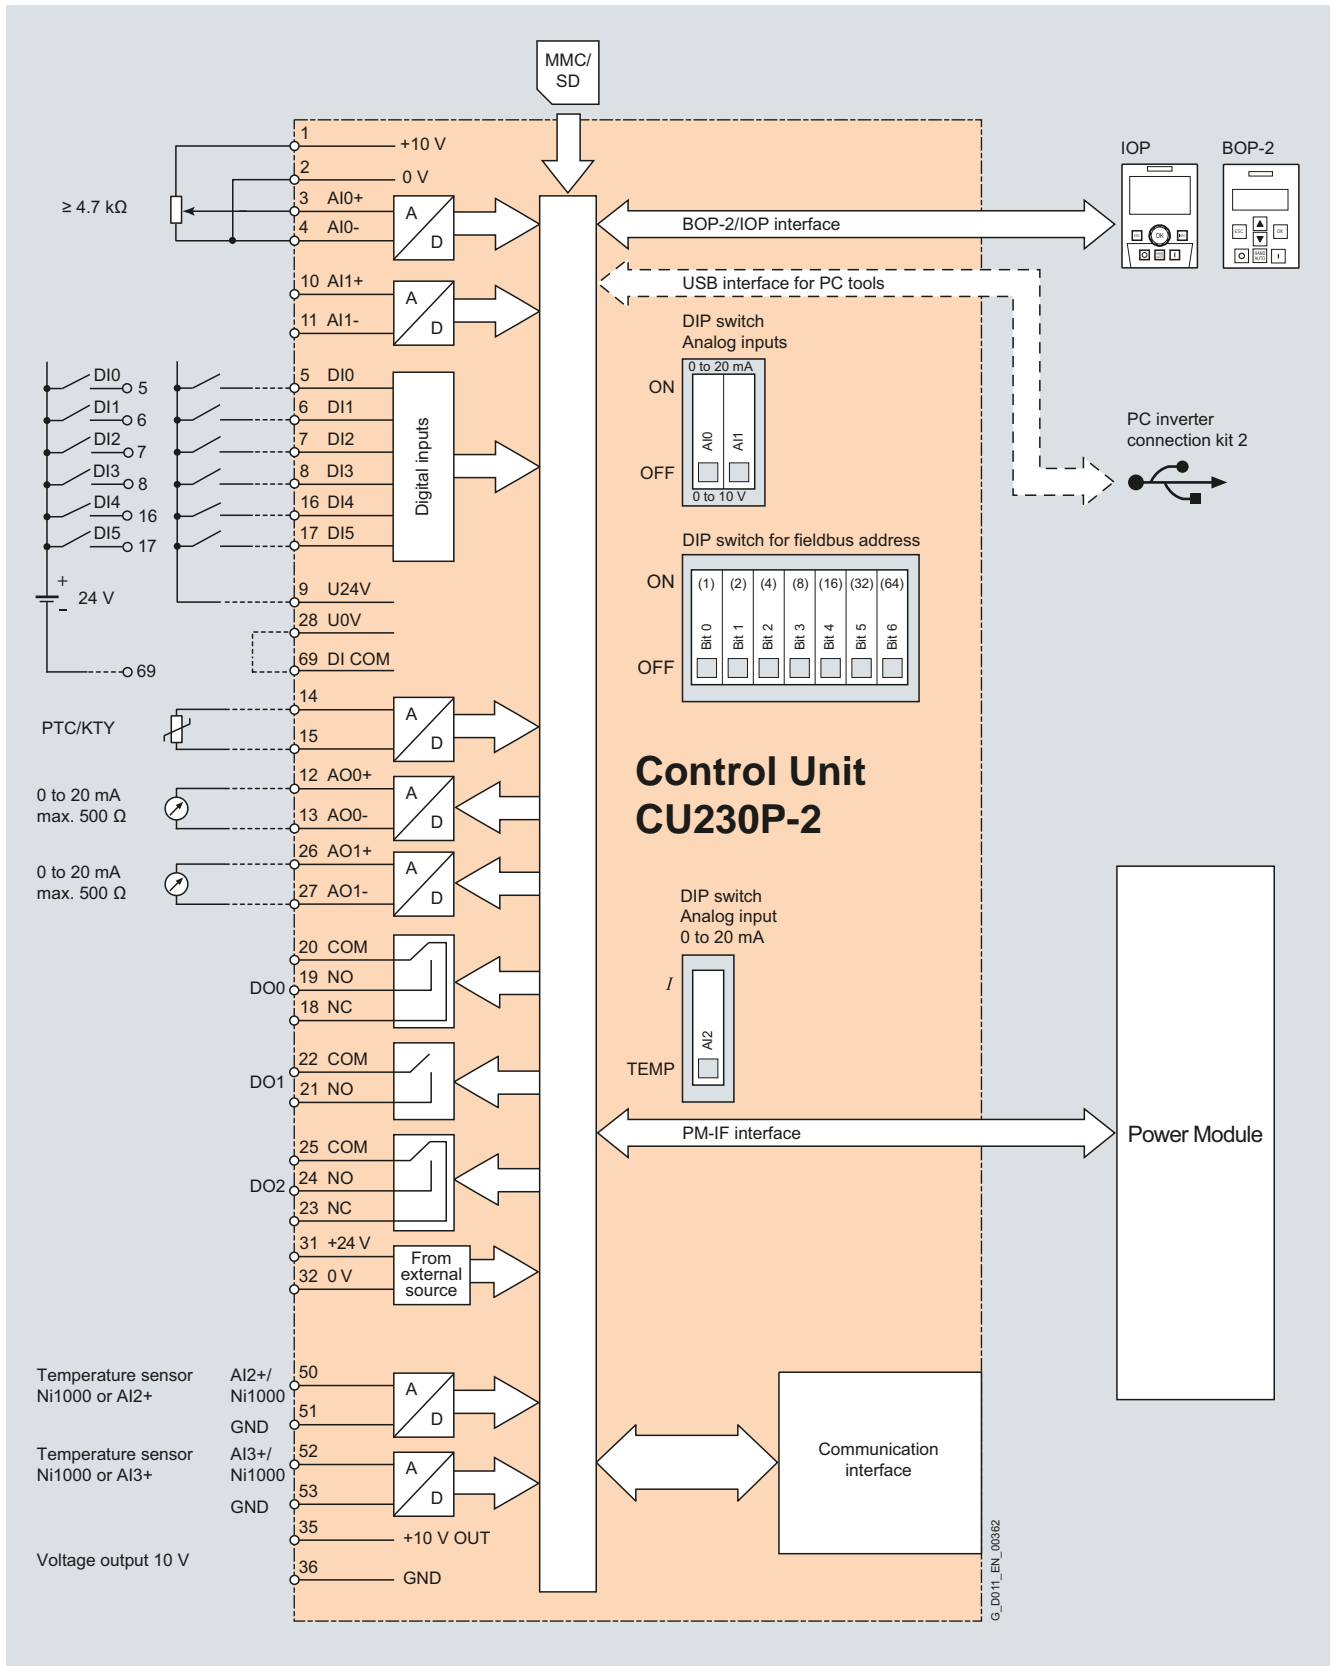 MMC/
SD
1
+10 V
2
0 V
3 AI0+
4 AI0-
≥ 4.7 kΩ
A
D
10 AI1+
11 AI1-
A
D
BOP-2/IOP interface
IOP
BOP-2
OK
ESC
OK
HAND
AUTO
O
I
USB interface for PC tools
DIP switch
Analog inputs
0 to 20 mA
ON
AI0
AI1
OFF
0 to 10 V
PC inverter
connection kit 2
DI0
5
DI1
6
DI2
7
DI3
8
DI4
16
DI5
17
+
-
24 V
69
5 DI0
6 DI1
7 DI2
8 DI3
16 DI4
17 DI5
Digital inputs
9 U24V
28 U0V
69 DI COM
DIP switch for fieldbus address
ON
(1) (2) (4) (8) (16) (32) (64)
Bit 0 Bit 1 Bit 2 Bit 3 Bit 4 Bit 5 Bit 6
OFF
PTC/KTY
14
15
A
D
Control Unit
CU230P-2
0 to 20 mA
max. 500 Ω
12 AO0+
13 AO0-
A
D
0 to 20 mA
max. 500 Ω
26 AO1+
27 AO1-
A
D
DIP switch
Analog input
0 to 20 mA
I
AI2
TEMP
DO0
20 COM
19 NO
18 NC
DO1
22 COM
21 NO
PM-IF interface
Power Module
DO2
25 COM
24 NO
23 NC
31 +24 V
32 0 V
From
external
source
Temperature sensor
Ni1000 or AI2+
AI2+/
Ni1000
GND
50
51
A
D
Temperature sensor
Ni1000 or AI3+
AI3+/
Ni1000
GND
52
53
A
D
Communication
interface
35
+10 V OUT
Voltage output 10 V
36
GND
G_D011_EN_00362